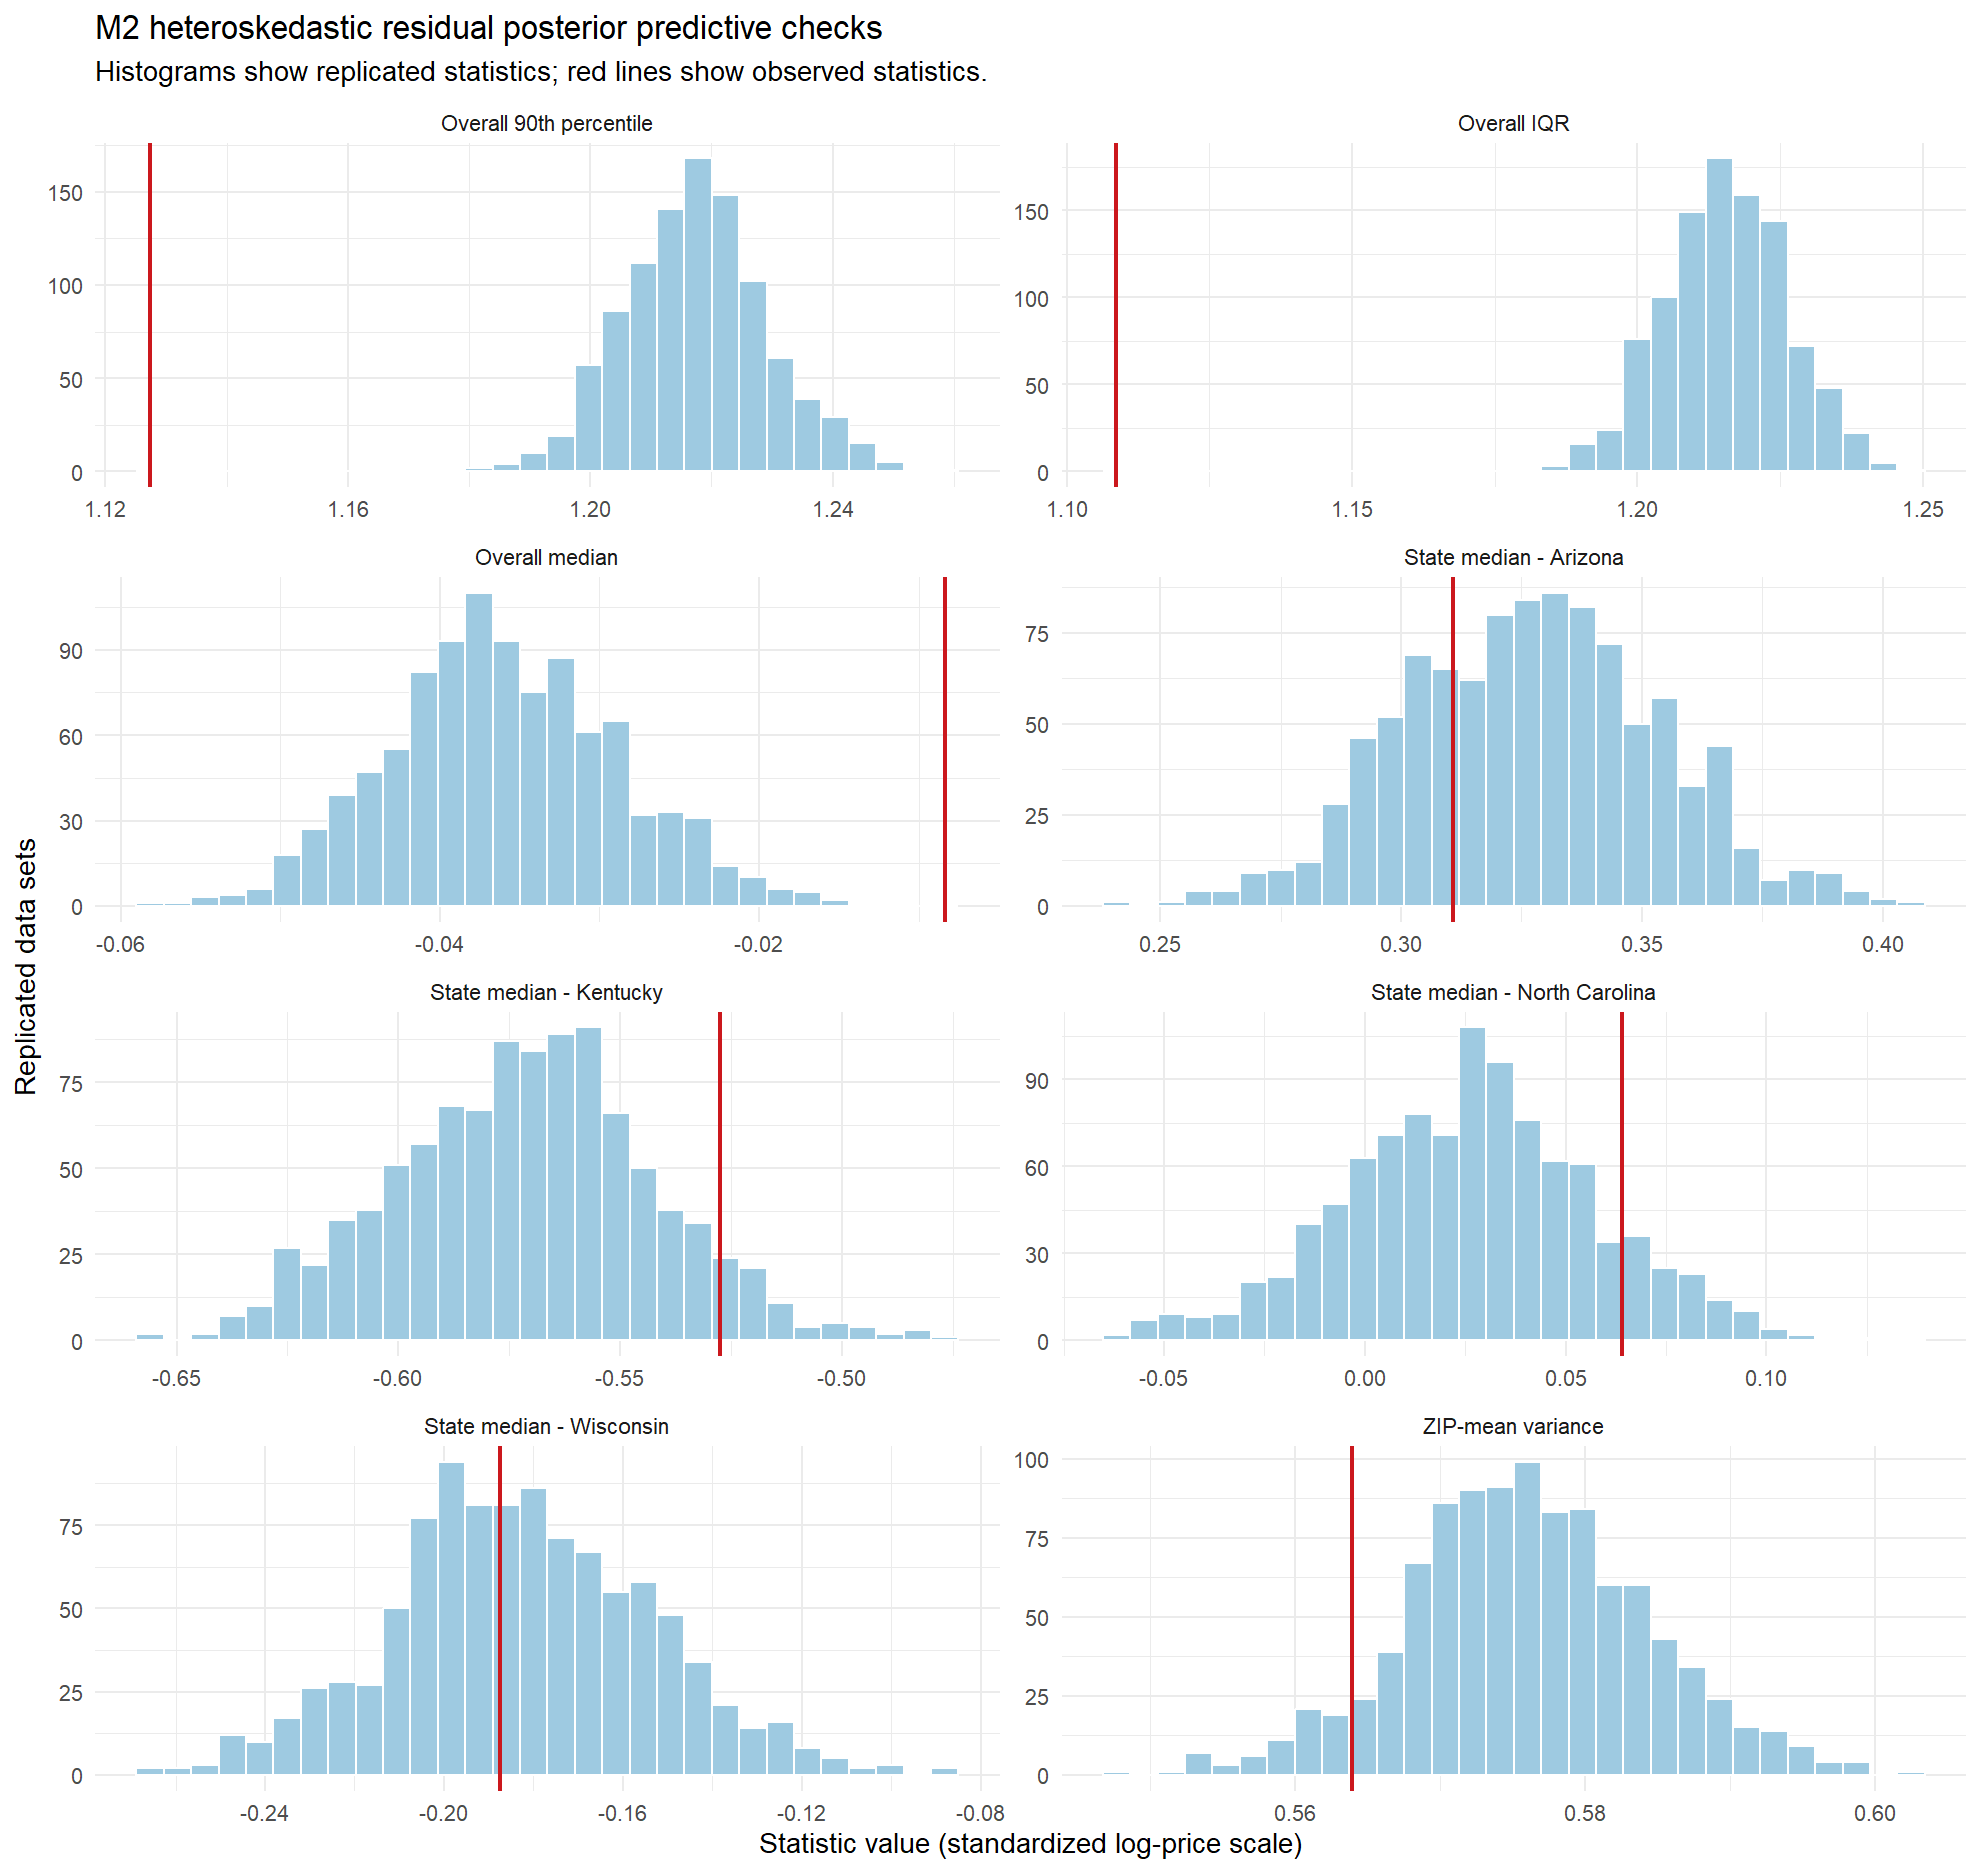 M2 heteroskedastic residual posterior predictive checks
Histograms show replicated statistics; red lines show observed statistics.
Overall 90th percentile
0
50
100
150
1.12 1.16 1.20 1.24
Overall IQR
0
50
100
150
1.10 1.15 1.20 1.25
Overall median
0
30
60
90
-0.06 -0.04 -0.02
State median - Arizona
0
25
50
75
0.25 0.30 0.35 0.40
State median - Kentucky
0
25
50
75
-0.65 -0.60 -0.55 -0.50
State median - North Carolina
0
30
60
90
-0.05 0.00 0.05 0.10
State median - Wisconsin
0
25
50
75
-0.24 -0.20 -0.16 -0.12 -0.08
ZIP-mean variance
0
25
50
75
100
0.56 0.58 0.60
Replicated data sets
Statistic value (standardized log-price scale)